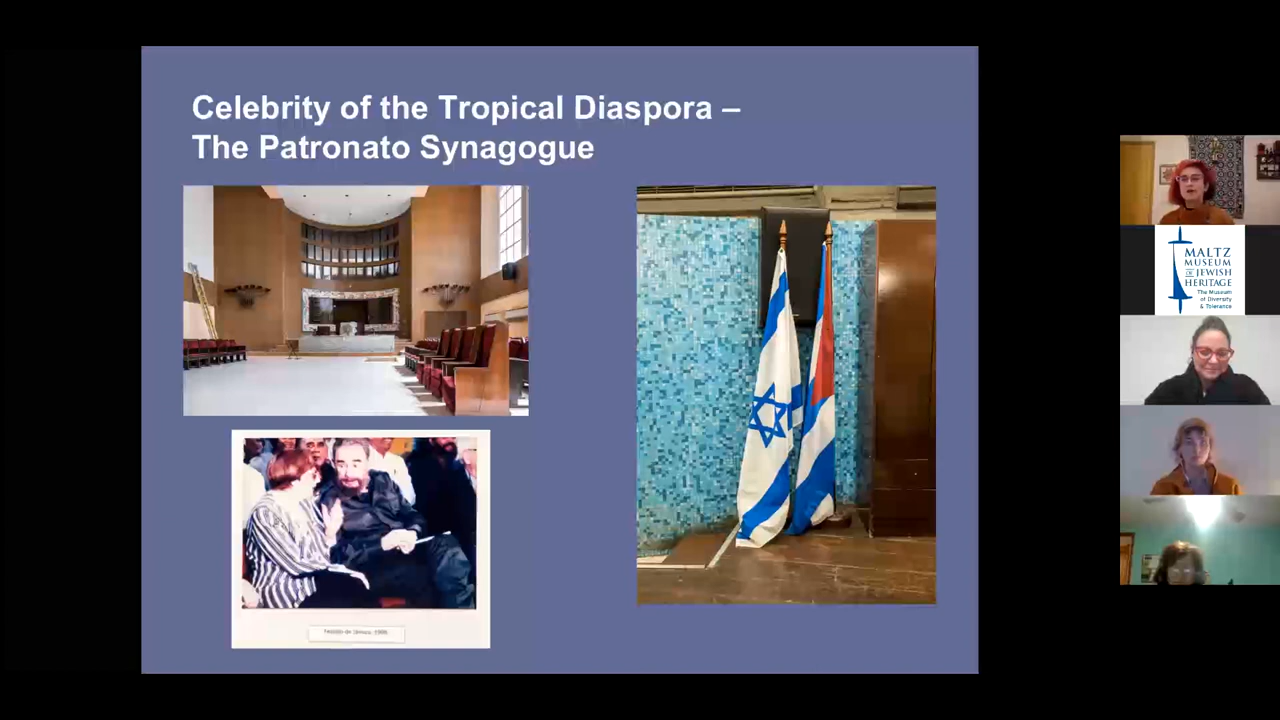 Celebrity of the Tropical Diaspora –
The Patronato Synagogue
MALTZ
MUSEUM
OF JEWISH
HERITAGE
The Museum
of Diversity
& Tolerance